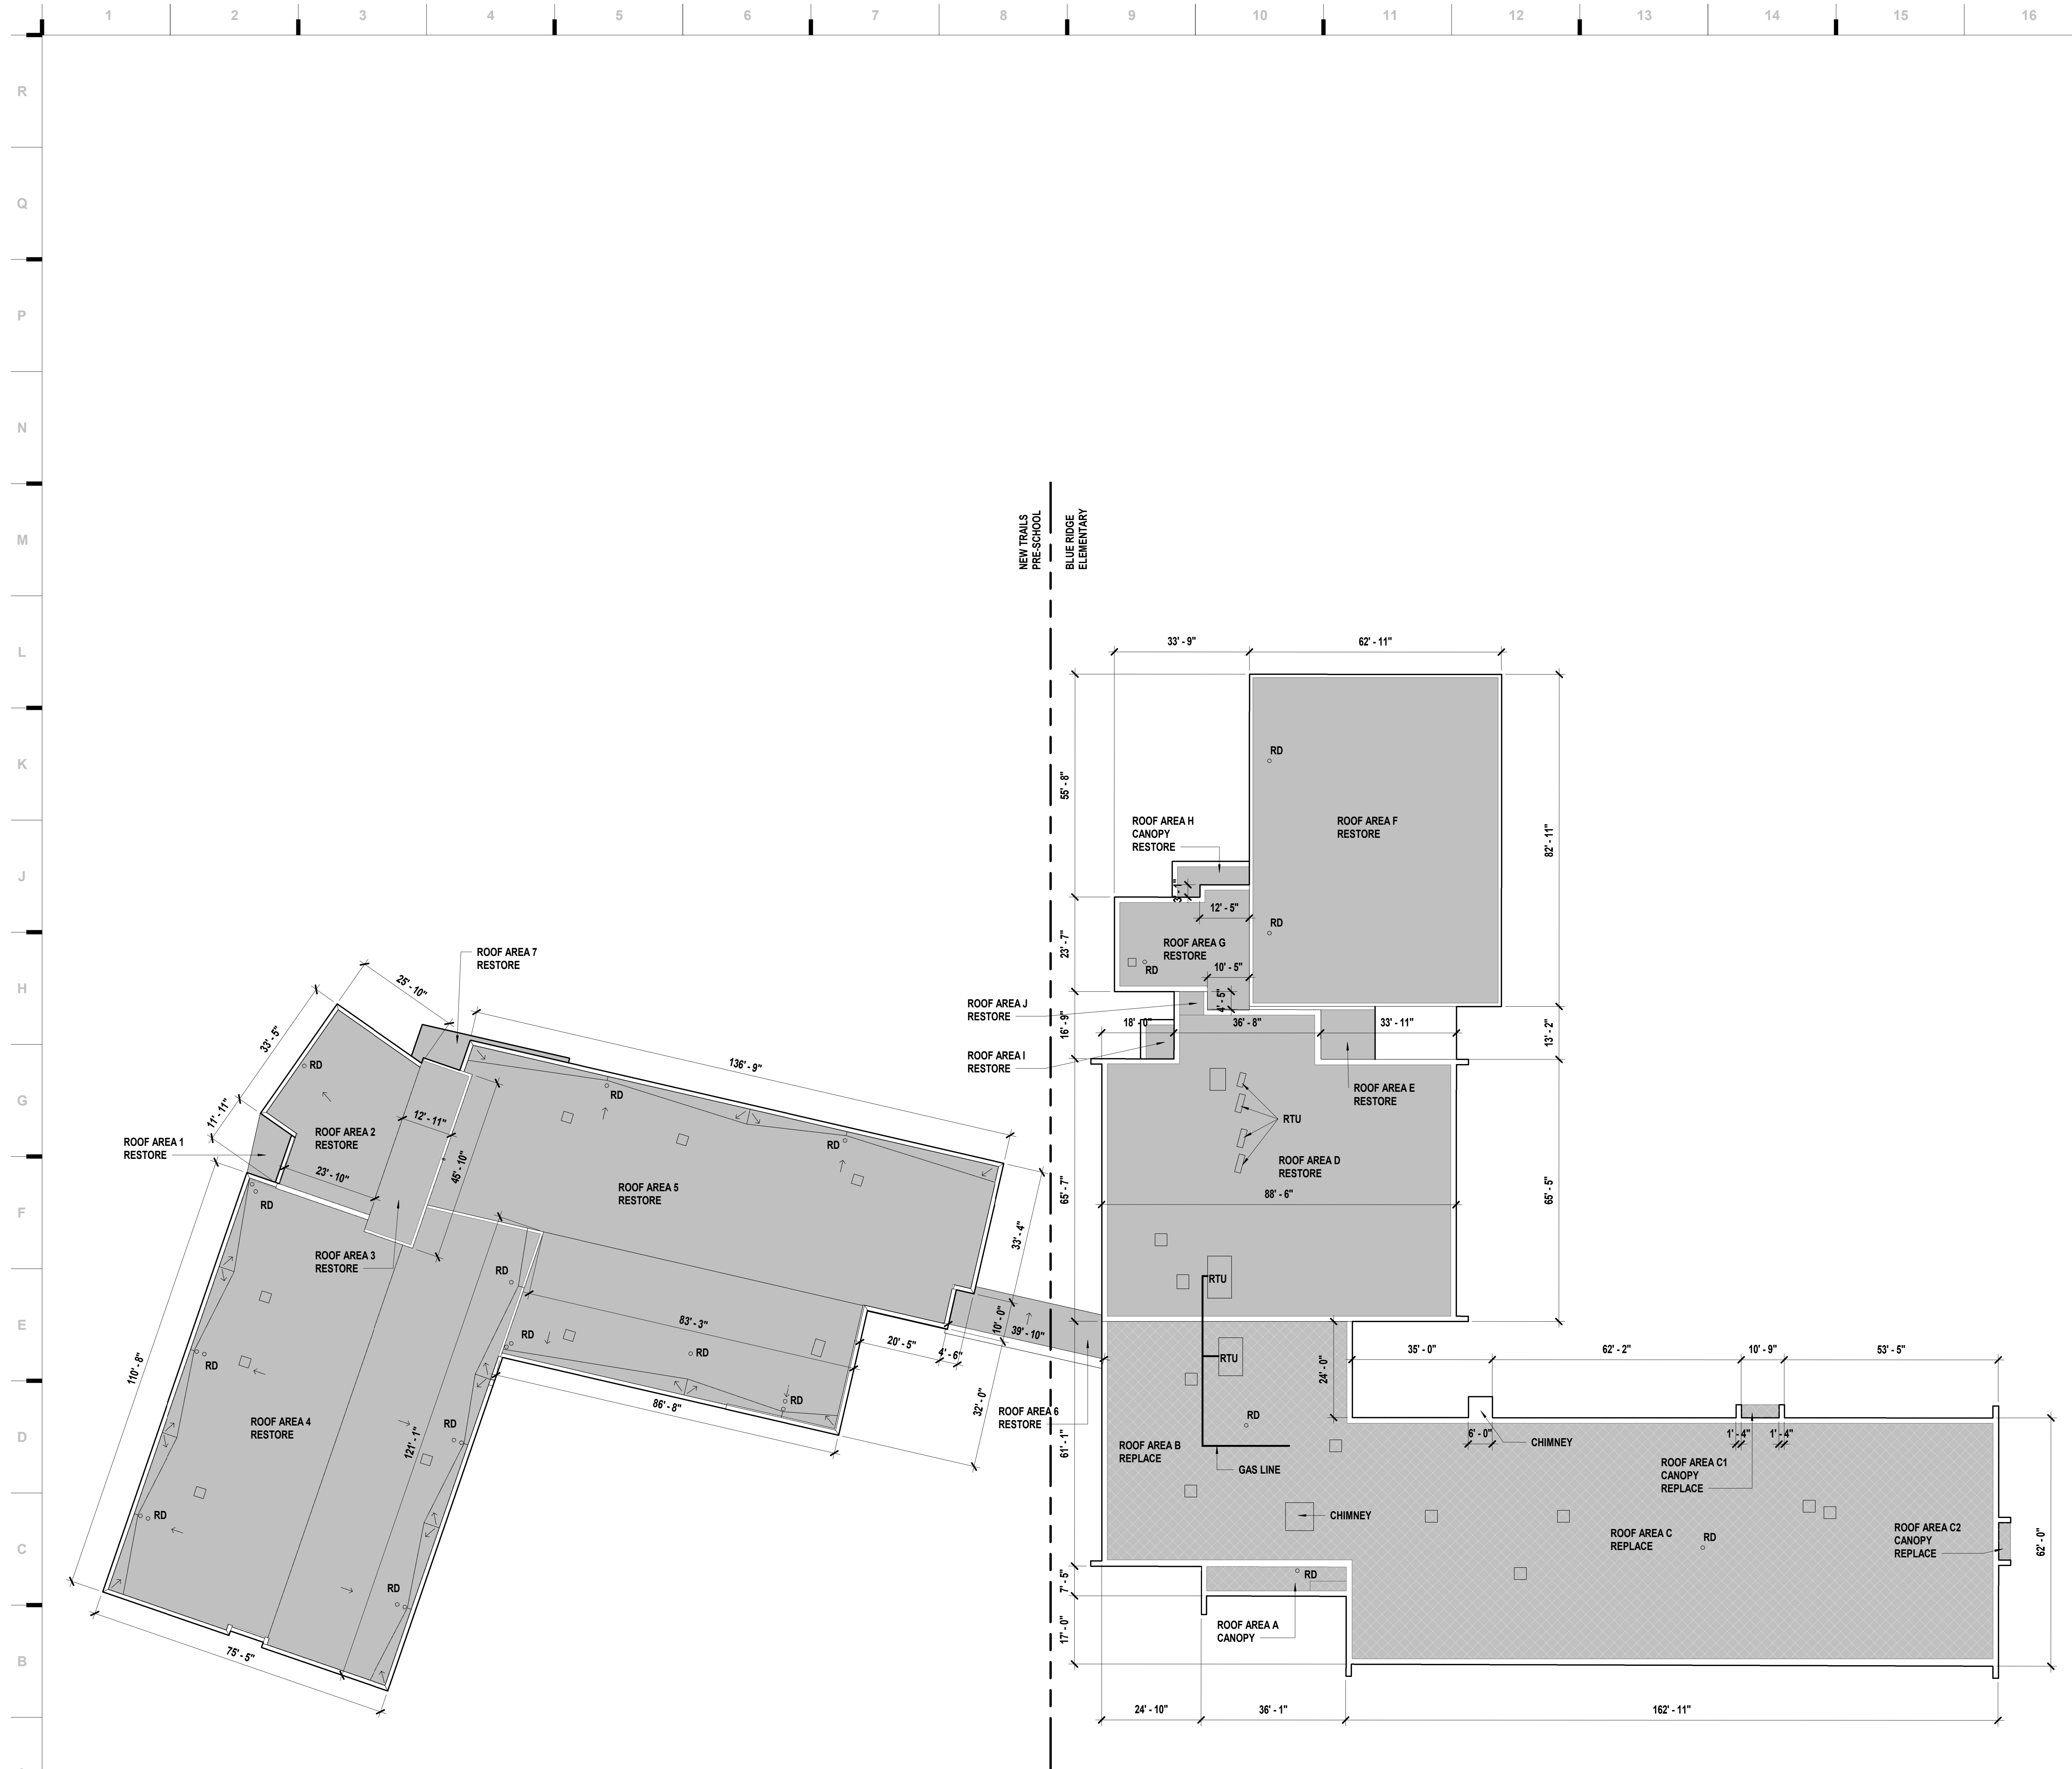 1 2 3 4 5 6 7 8 9 10 11 12 13 14 15 16
R
Q
P
N
M
L
K
J
H
G
F
E
D
C
B
NEW TRAILS
PRE-SCHOOL
BLUE RIDGE
ELEMENTARY
ROOF AREA 7
RESTORE
25' - 10"
33' - 5"
RD
11' - 11"
ROOF AREA 1
RESTORE
ROOF AREA 2
RESTORE
12' - 11"
23' - 10"
45' - 10"
ROOF AREA 3
RESTORE
136' - 9"
RD
RD
ROOF AREA 5
RESTORE
33' - 4"
10' - 0"
39' - 10"
83' - 3"
20' - 5"
4' - 6"
32' - 0"
86' - 8"
RD
RD
RD
RD
RD
RD
RD
RD
RD
RD
110' - 8"
ROOF AREA 4
RESTORE
121' - 1"
75' - 5"
ROOF AREA 6
RESTORE
33' - 9"
62' - 11"
55' - 8"
82' - 11"
RD
RD
ROOF AREA F
RESTORE
ROOF AREA H
CANOPY
RESTORE
3' - 1"
12' - 5"
23' - 7"
ROOF AREA G
RESTORE
RD
10' - 5"
4' - 5"
ROOF AREA J
RESTORE
16' - 9"
18' - 0"
36' - 8"
33' - 11"
13' - 2"
ROOF AREA I
RESTORE
ROOF AREA E
RESTORE
RTU
ROOF AREA D
RESTORE
65' - 7"
65' - 5"
88' - 6"
RTU
RTU
24' - 0"
35' - 0"
62' - 2"
10' - 9"
53' - 5"
RD
61' - 1"
ROOF AREA B
REPLACE
GAS LINE
CHIMNEY
6' - 0"
CHIMNEY
1' - 4"
1' - 4"
ROOF AREA C1
CANOPY
REPLACE
ROOF AREA C
REPLACE
RD
ROOF AREA C2
CANOPY
REPLACE
62' - 0"
7' - 5"
RD
17' - 0"
ROOF AREA A
CANOPY
24' - 10"
36' - 1"
162' - 11"